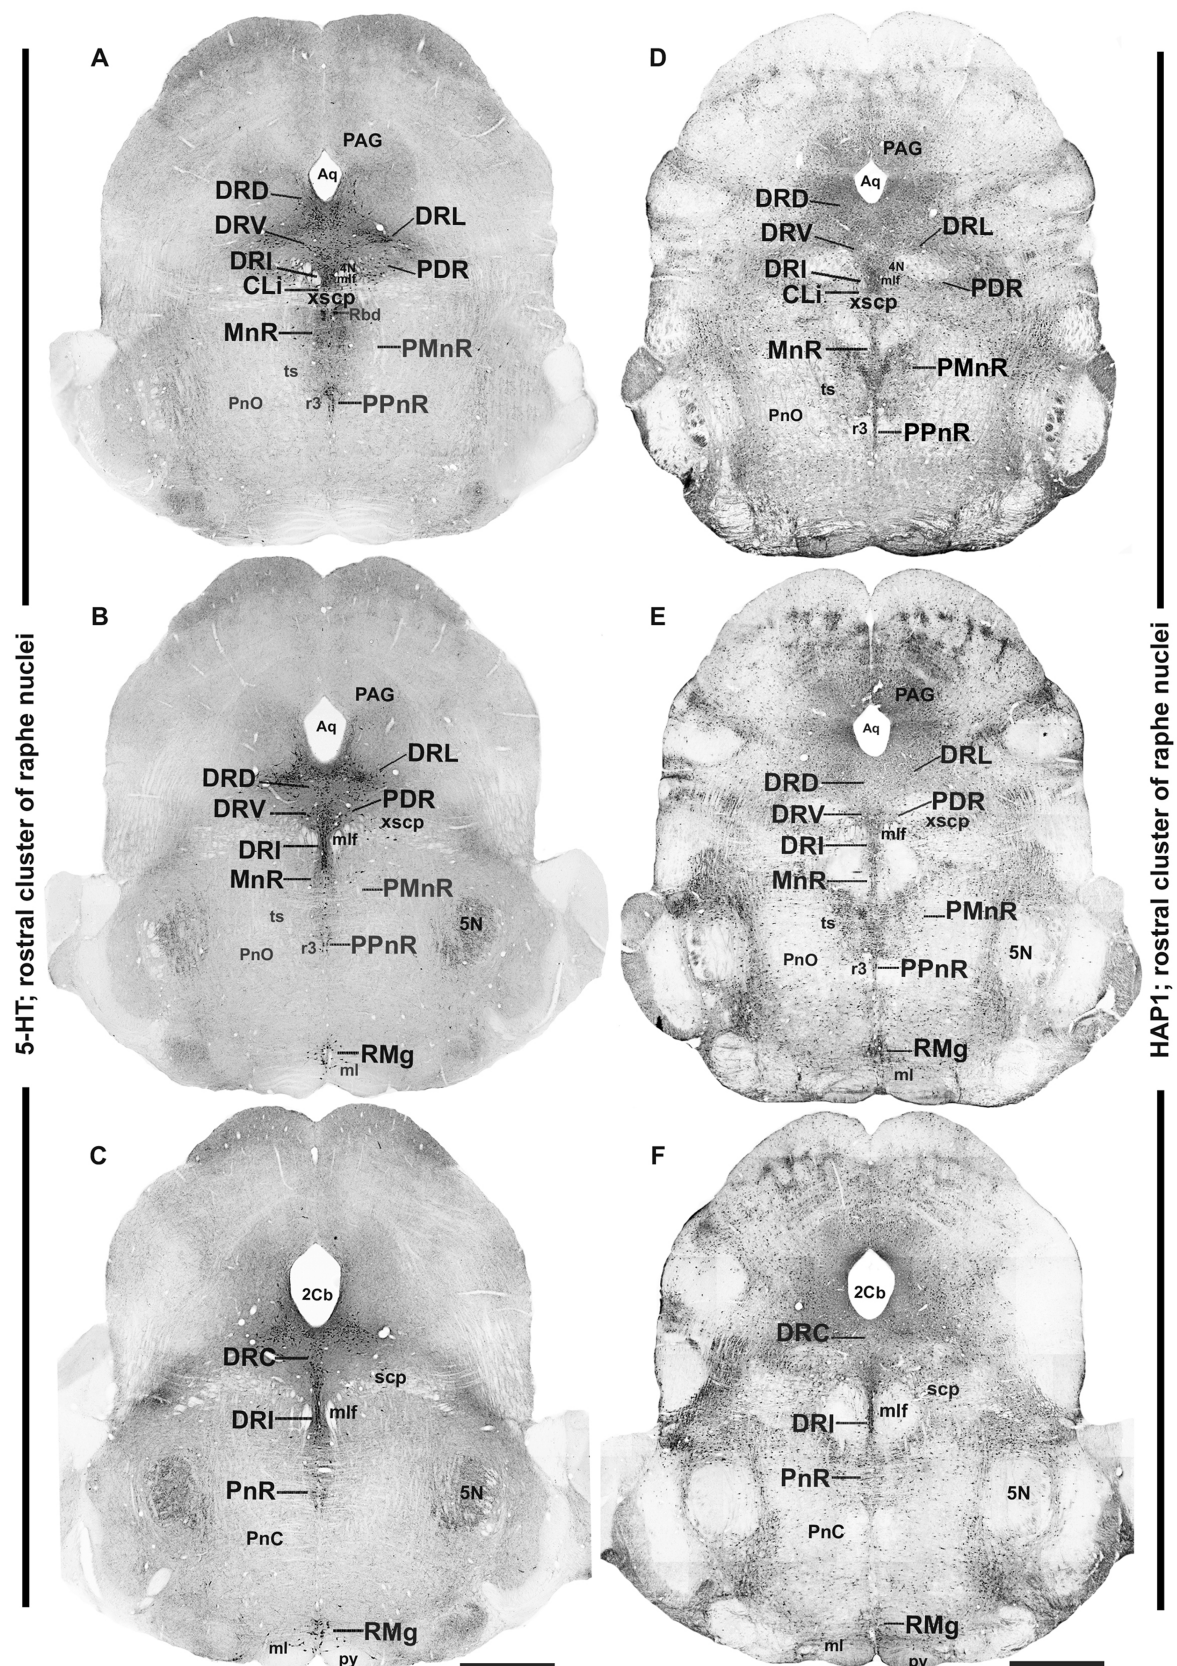 5-HT; rostral cluster of raphe nuclei
A
PAG
Aq
DRD
DRV
DRL
DRI
4N
mlf
PDR
CLi
xscp
Rbd
MnR
PMnR
ts
PnO
r3
PPnR
B
PAG
Aq
DRL
DRD
DRV
PDR
xscp
mlf
DRI
MnR
PMnR
ts
5N
PnO
r3
PPnR
RMg
ml
C
2Cb
DRC
scp
DRI
mlf
PnR
5N
PnC
RMg
ml
py
D
PAG
Aq
DRD
DRV
DRL
DRI
4N
mlf
CLi
xscp
PDR
MnR
PMnR
ts
PnO
r3
PPnR
E
PAG
Aq
DRL
DRD
PDR
DRV
xscp
mlf
DRI
MnR
PMnR
ts
5N
PnO
r3
PPnR
RMg
ml
F
2Cb
DRC
scp
mlf
DRI
PnR
5N
PnC
RMg
ml
py
HAP1; rostral cluster of raphe nuclei